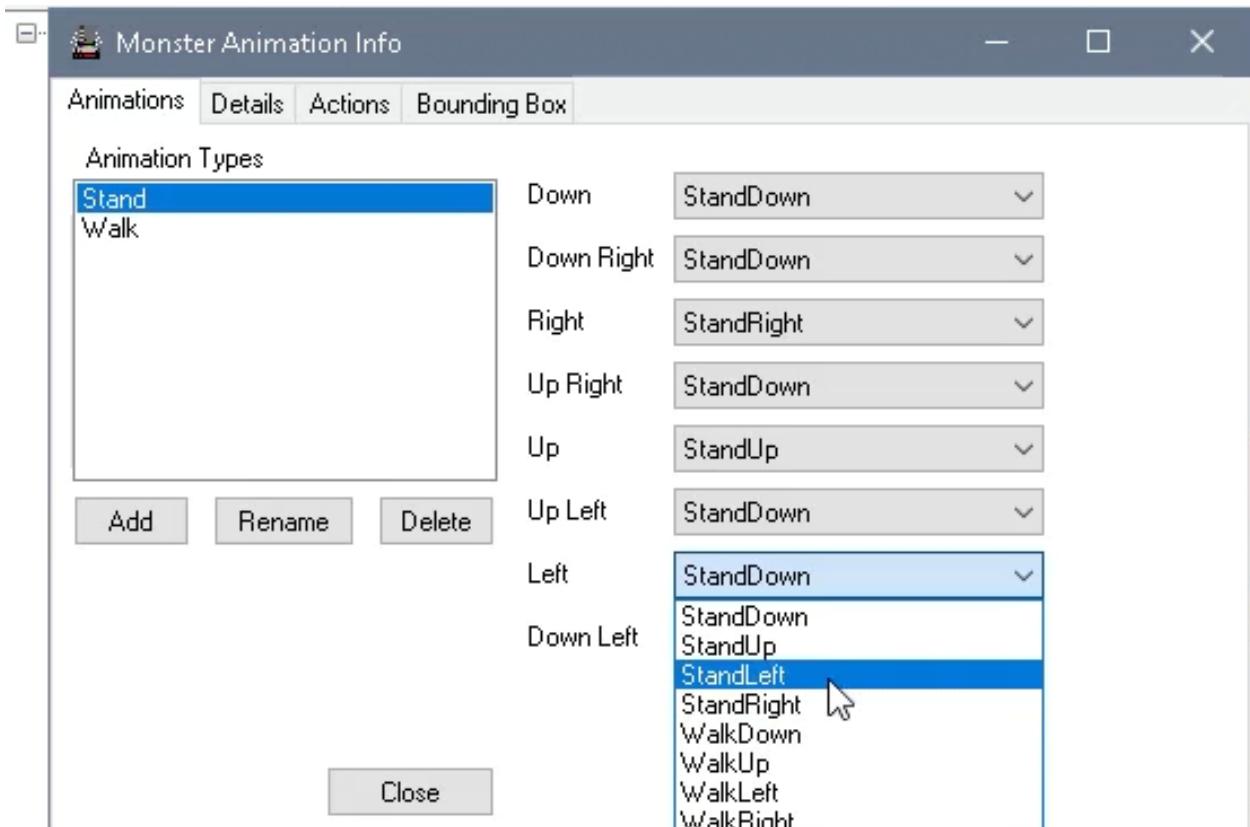 Monster Animation Info
Animations Details Actions Bounding Box
Animation Types
Stand
Walk
Add Rename Delete
Close
Down StandDown
Down Right StandDown
Right StandRight
Up Right StandDown
Up StandUp
Up Left StandDown
Left StandDown
Down Left
StandDown
StandUp
StandLeft
StandRight
WalkDown
WalkUp
WalkLeft
WalkRight